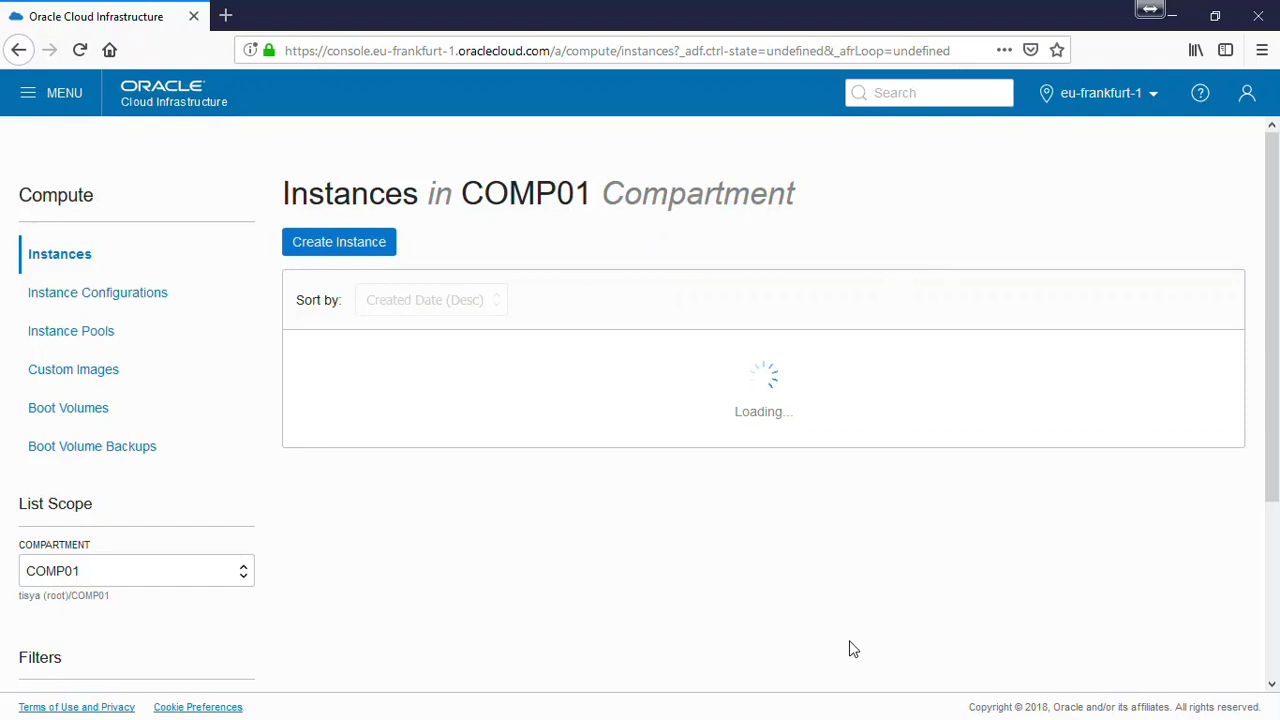 Oracle Cloud Infrastructure
https://console.eu-frankfurt-1.oraclecloud.com/a/compute/instances?_adf.ctrl-state=undefined&_afrLoop=undefined
MENU
ORACLE
Cloud Infrastructure
Search
eu-frankfurt-1
Compute
Instances
Instance Configurations
Instance Pools
Custom Images
Boot Volumes
Boot Volume Backups
List Scope
COMPARTMENT
COMP01
tisya (root)/COMP01
Filters
Instances in COMP01 Compartment
Create Instance
Sort by: Created Date (Desc)
Loading...
Terms of Use and Privacy Cookie Preferences
Copyright © 2018, Oracle and/or its affiliates. All rights reserved.